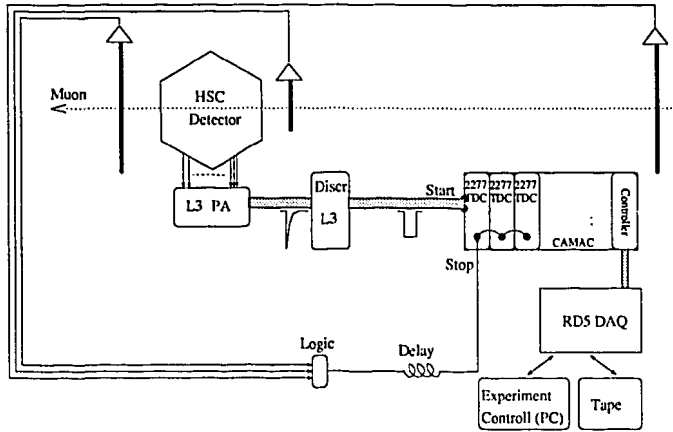 Muon
HSC
Detector
L3 PA
Discr.
L3
Start
2277 2277 2277
TDC TDC TDC
CAMAC
Controller
Stop
RD5 DAQ
Logic
Delay
Experiment
Controll (PC)
Tape